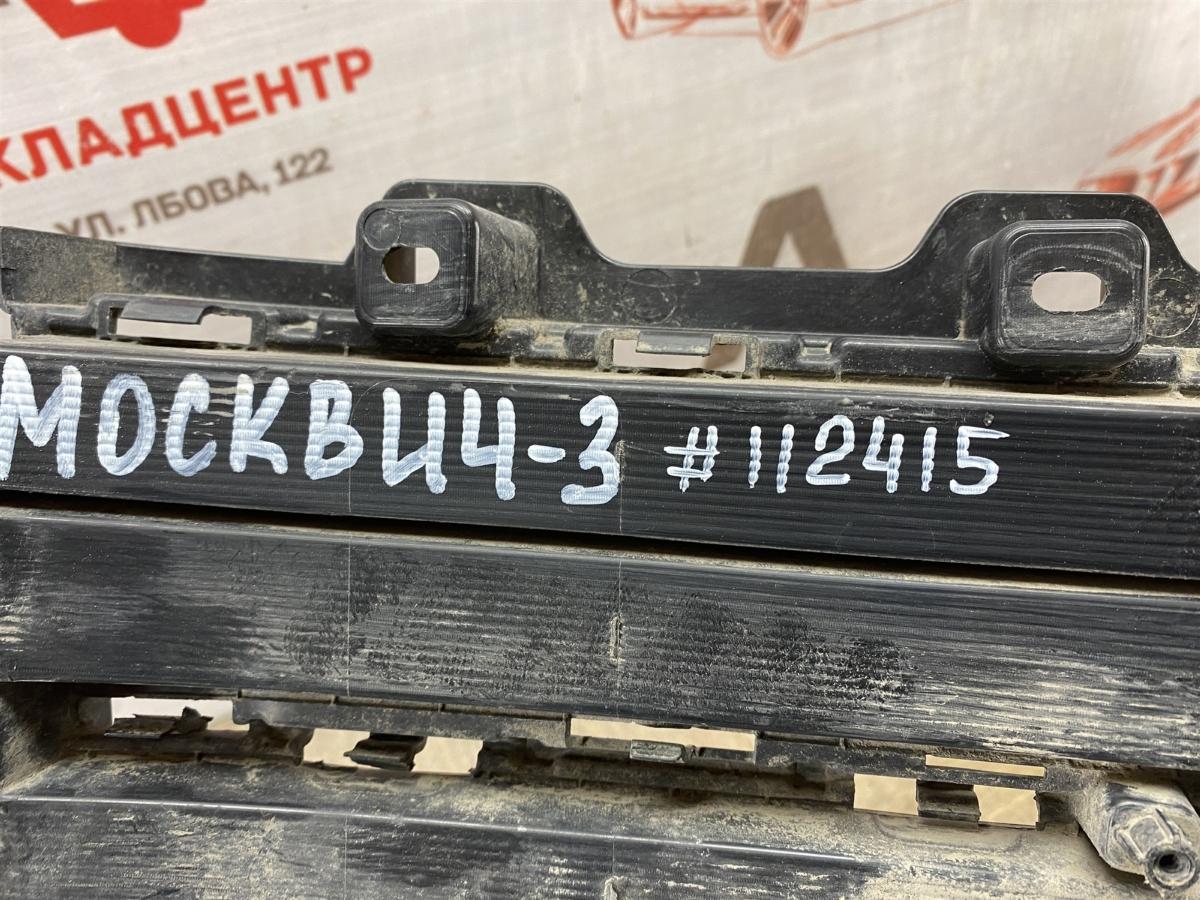 КЛАДЦЕНТР
УЛ. ЛБОВА, 122
МОСКВИЧ-3 #112415